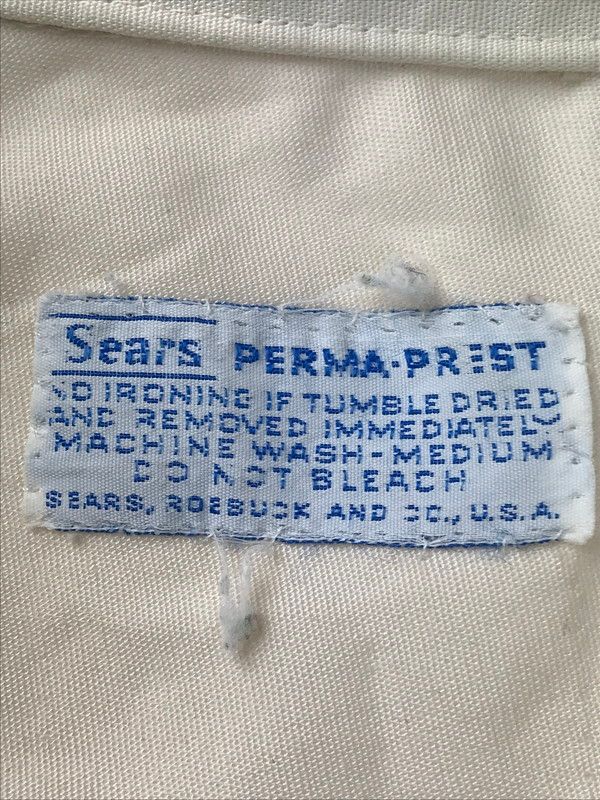 Sears PERMA-PREST
NO IRONING IF TUMBLE DRIED
AND REMOVED IMMEDIATELY
MACHINE WASH-MEDIUM
DO NOT BLEACH
SEARS, ROEBUCK AND CO., U.S.A.